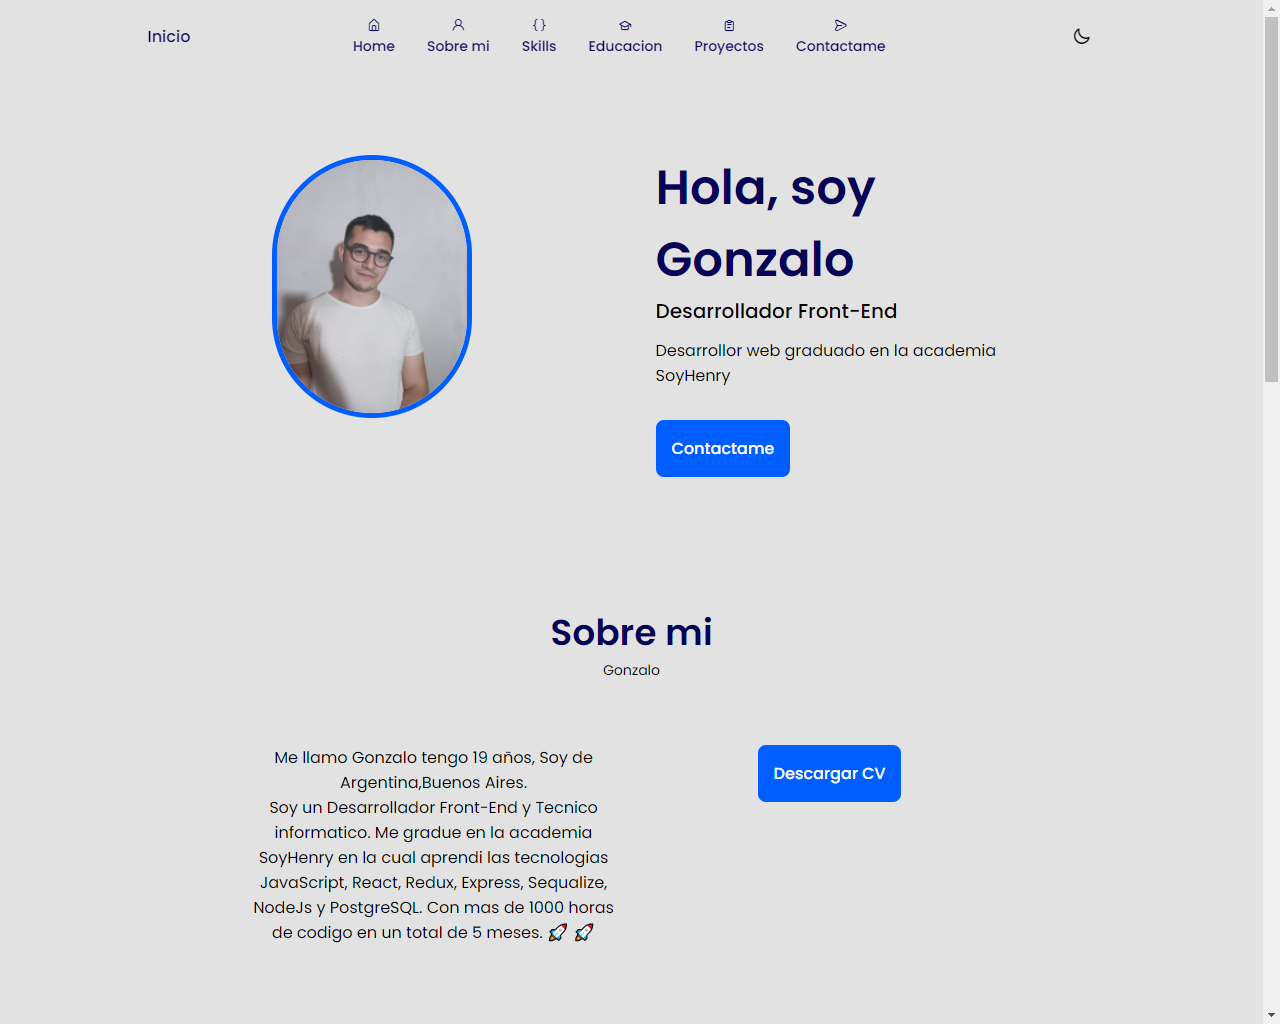 Inicio
Home
Sobre mi
Skills
Educacion
Proyectos
Contactame
Hola, soy
Gonzalo
Desarrollador Front-End
Desarrollor web graduado en la academia
SoyHenry
Contactame
Sobre mi
Gonzalo
Me llamo Gonzalo tengo 19 años, Soy de
Argentina,Buenos Aires.
Soy un Desarrollador Front-End y Tecnico
informatico. Me gradue en la academia
SoyHenry en la cual aprendi las tecnologias
JavaScript, React, Redux, Express, Sequalize,
NodeJs y PostgreSQL. Con mas de 1000 horas
de codigo en un total de 5 meses. 🚀 🚀
Descargar CV